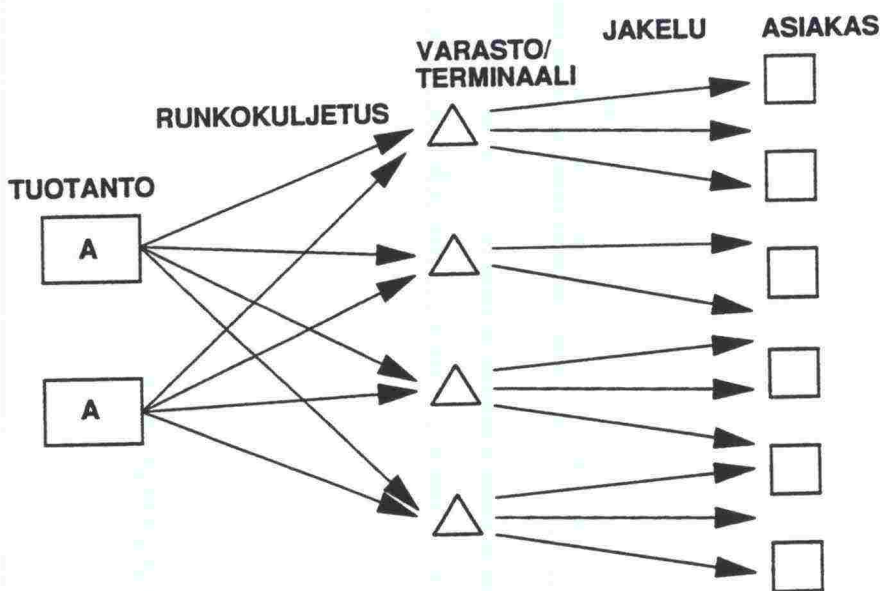 JAKELU
ASIAKAS
VARASTO/
TERMINAALI
RUNKOKULJETUS
TUOTANTO
A
A